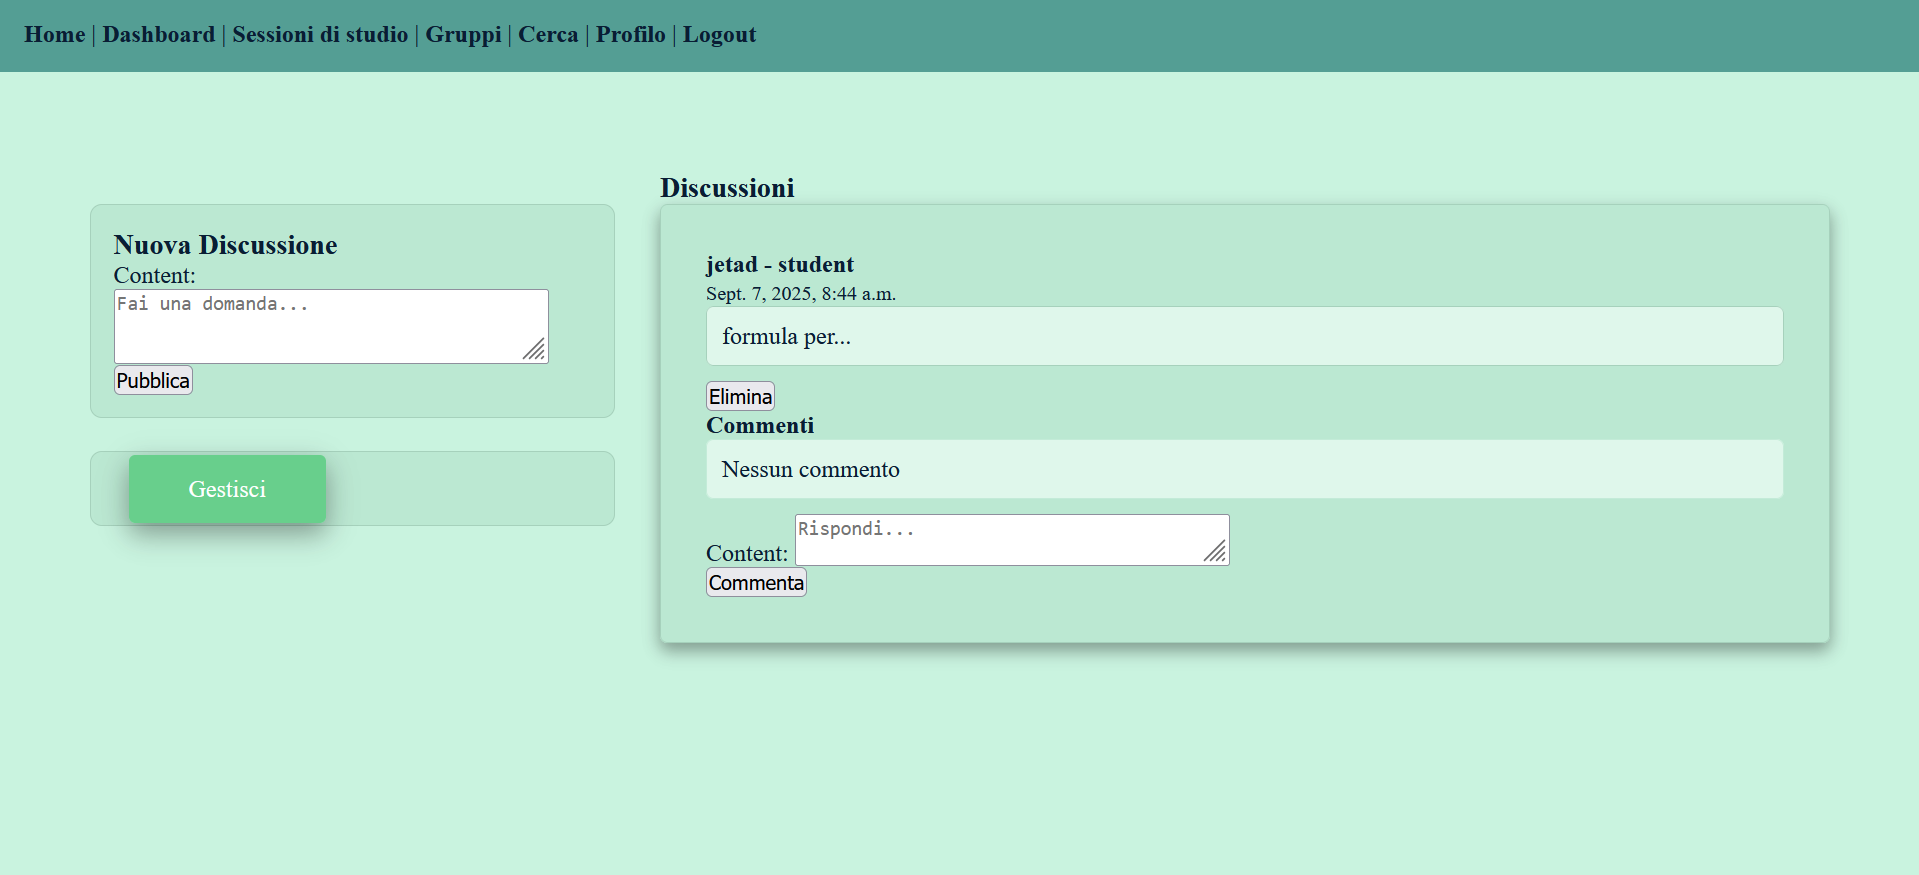 Home | Dashboard | Sessioni di studio | Gruppi | Cerca | Profilo | Logout
Nuova Discussione
Content:
Fai una domanda...
Pubblica
Gestisci
Discussioni
jetad - student
Sept. 7, 2025, 8:44 a.m.
formula per...
Elimina
Commenti
Nessun commento
Content: Rispondi...
Commenta